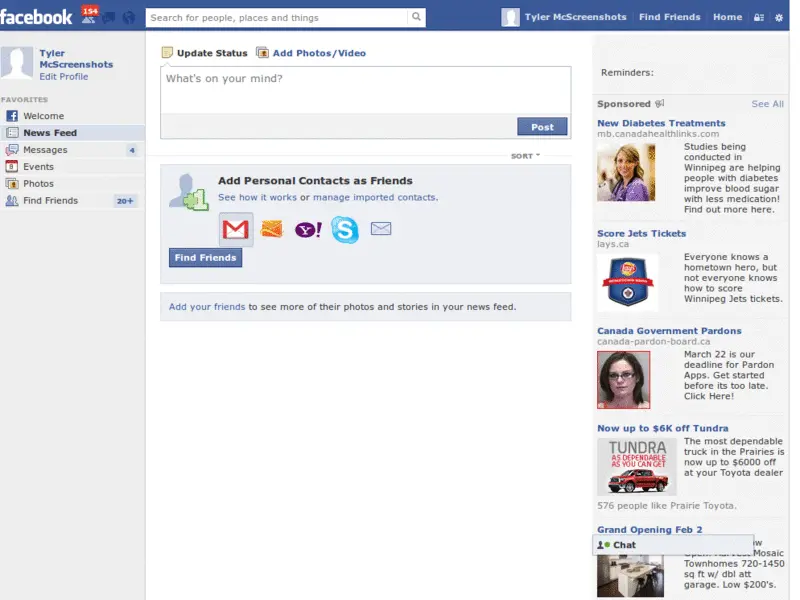 facebook
154
Search for people, places and things
Tyler McScreenshots
Find Friends
Home
Tyler
McScreenshots
Edit Profile
FAVORITES
Welcome
News Feed
Messages
4
Events
Photos
Find Friends
20+
Update Status
Add Photos/Video
What's on your mind?
Post
SORT
Add Personal Contacts as Friends
See how it works or manage imported contacts.
Y!
Find Friends
Add your friends to see more of their photos and stories in your news feed.
Reminders:
Sponsored
See All
New Diabetes Treatments
mb.canadahealthlinks.com
Studies being
conducted in
Winnipeg are helping
people with diabetes
improve blood sugar
with less medication!
Find out more here.
Score Jets Tickets
lays.ca
Everyone knows a
hometown hero, but
not everyone knows
how to score
Winnipeg Jets tickets.
Canada Government Pardons
canada-pardon-board.ca
March 22 is our
deadline for Pardon
Apps. Get started
before its too late.
Click Here!
Now up to $6K off Tundra
TUNDRA
AS DEPENDABLE
AS YOU CAN GET
The most dependable
truck in the Prairies is
now up to $6000 off
at your Toyota dealer
576 people like Prairie Toyota.
Grand Opening Feb 2
Chat
Mosaic
Townhomes 720-1450
sq ft w/ dbl att
garage. Low $200's.